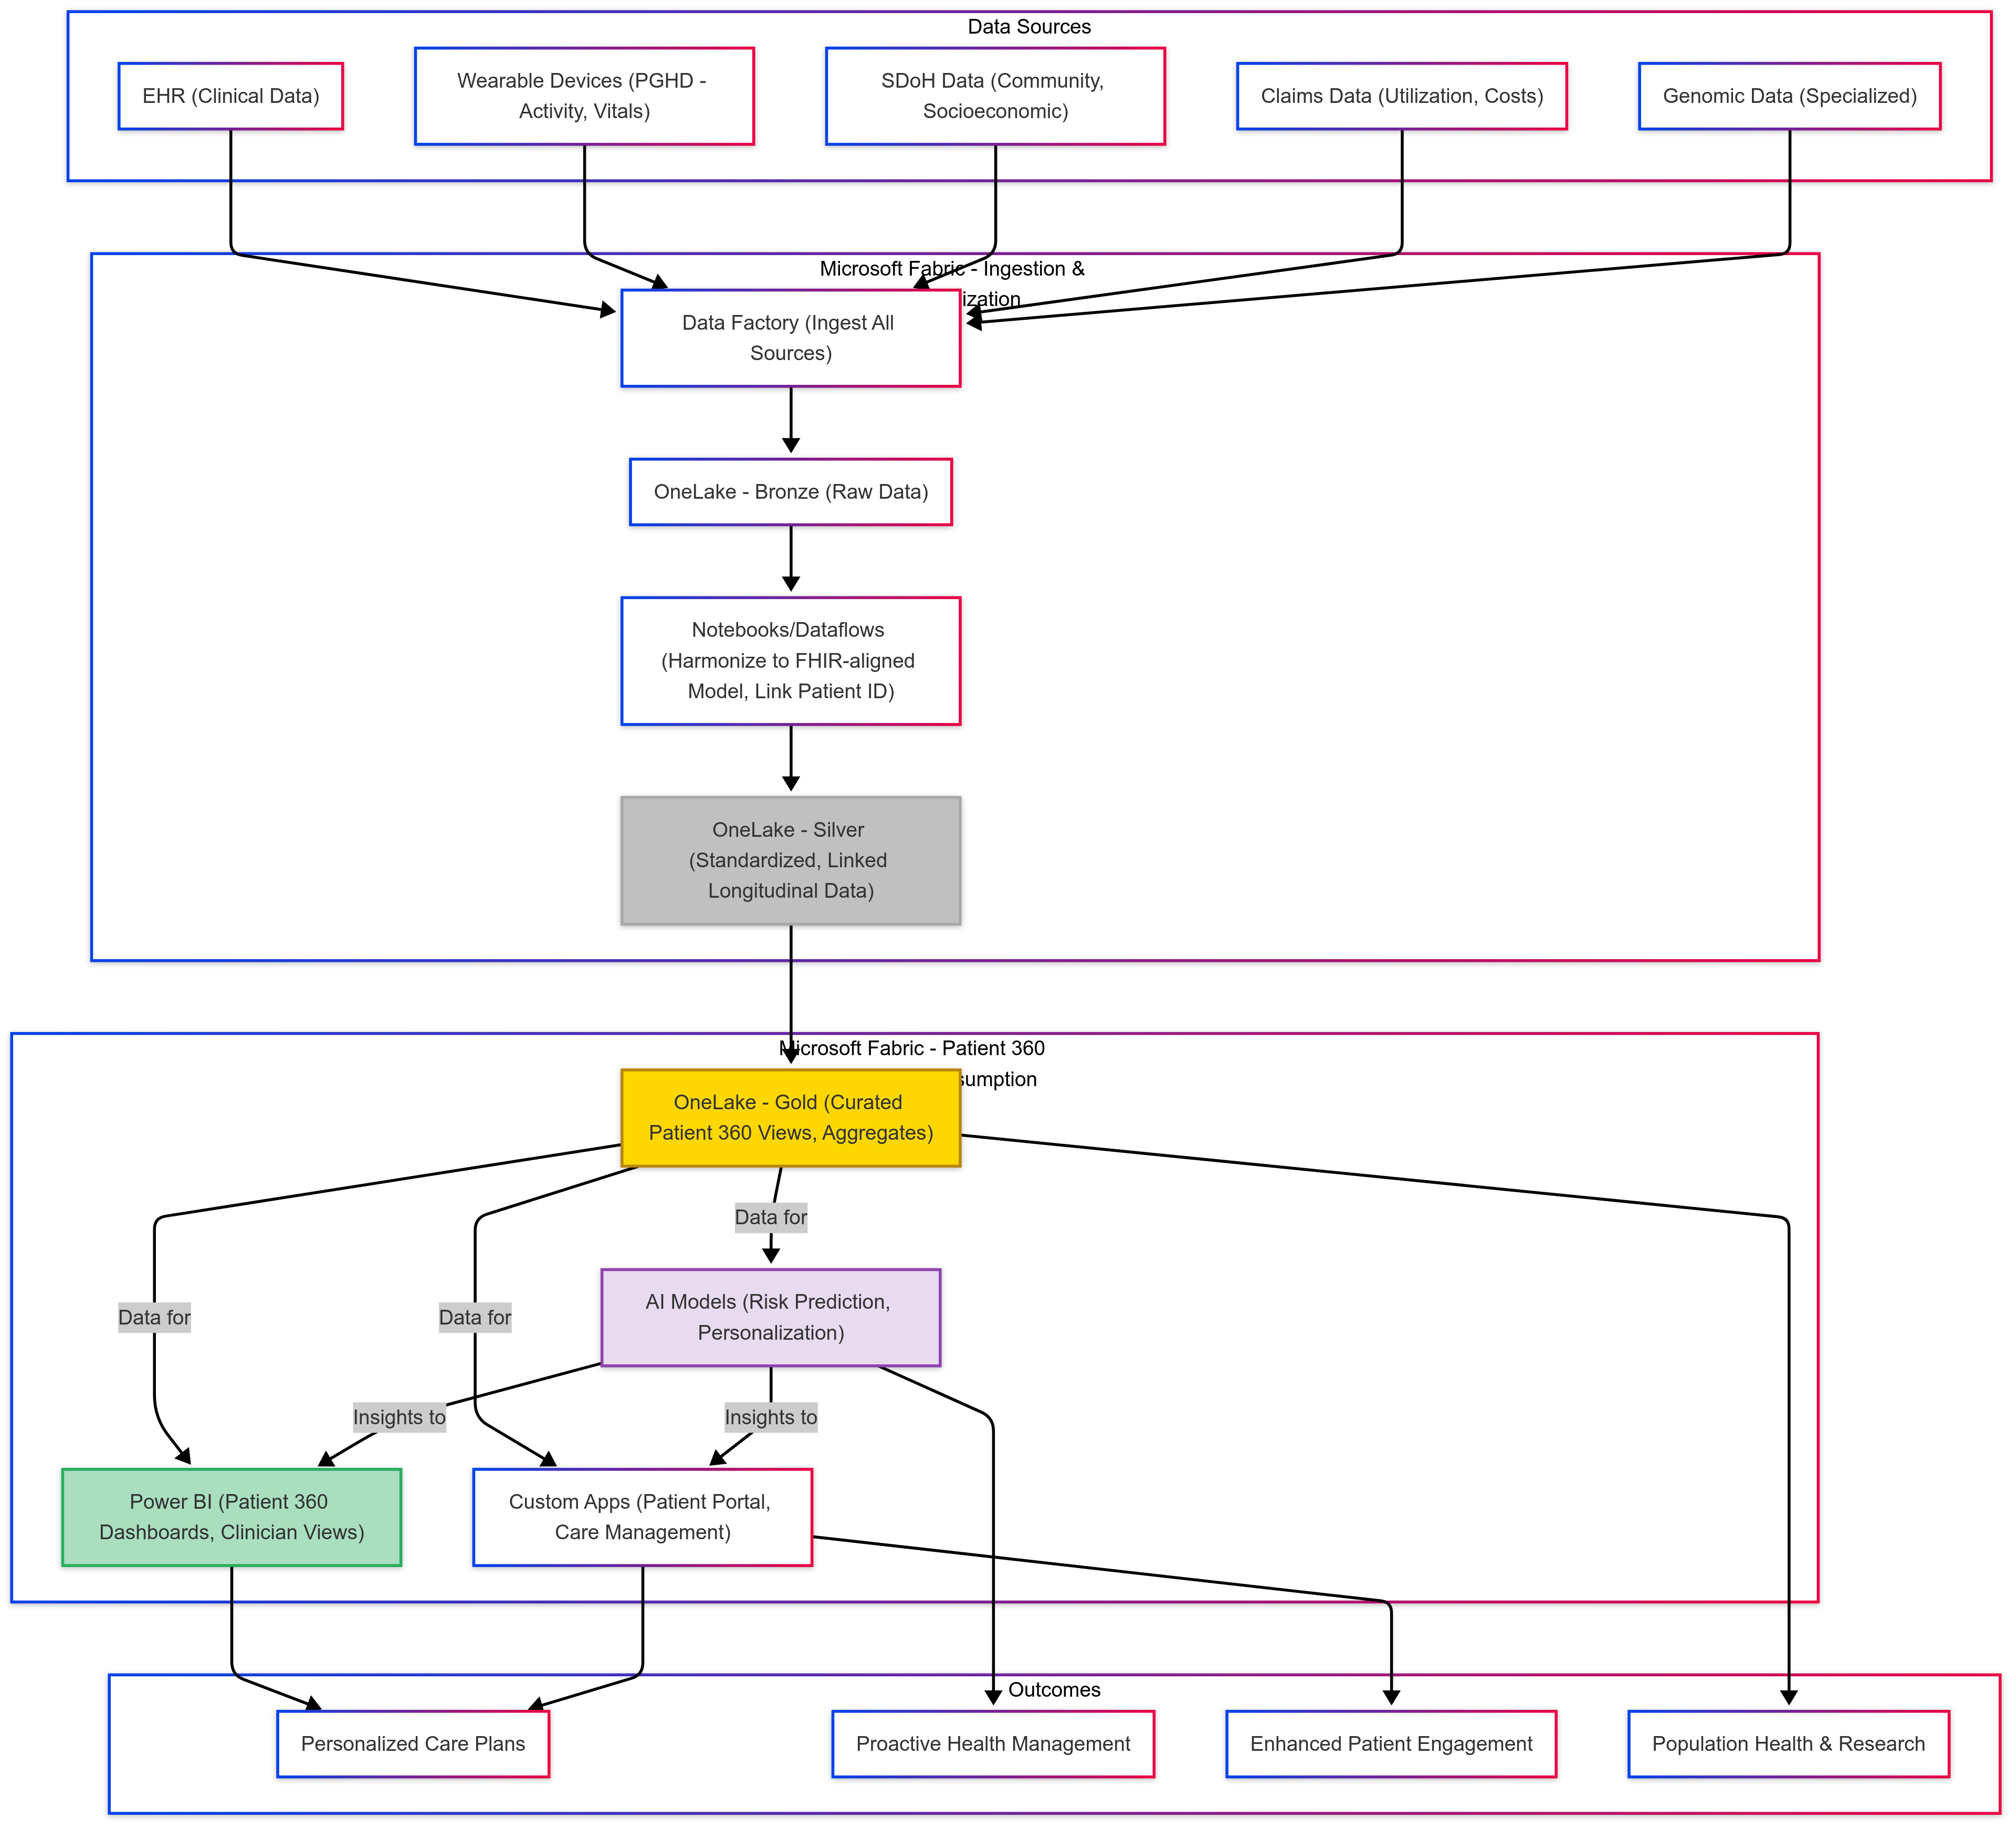 Data Sources
EHR (Clinical Data)
Wearable Devices (PGHD -
Activity, Vitals)
SDoH Data (Community,
Socioeconomic)
Claims Data (Utilization, Costs)
Genomic Data (Specialized)
Microsoft Fabric - Ingestion &
ization
Data Factory (Ingest All
Sources)
OneLake - Bronze (Raw Data)
Notebooks/Dataflows
(Harmonize to FHIR-aligned
Model, Link Patient ID)
OneLake - Silver
(Standardized, Linked
Longitudinal Data)
Microsoft Fabric - Patient 360
sumption
OneLake - Gold (Curated
Patient 360 Views, Aggregates)
Data for
AI Models (Risk Prediction,
Personalization)
Data for
Data for
Insights to
Insights to
Power BI (Patient 360
Dashboards, Clinician Views)
Custom Apps (Patient Portal,
Care Management)
Outcomes
Personalized Care Plans
Proactive Health Management
Enhanced Patient Engagement
Population Health & Research